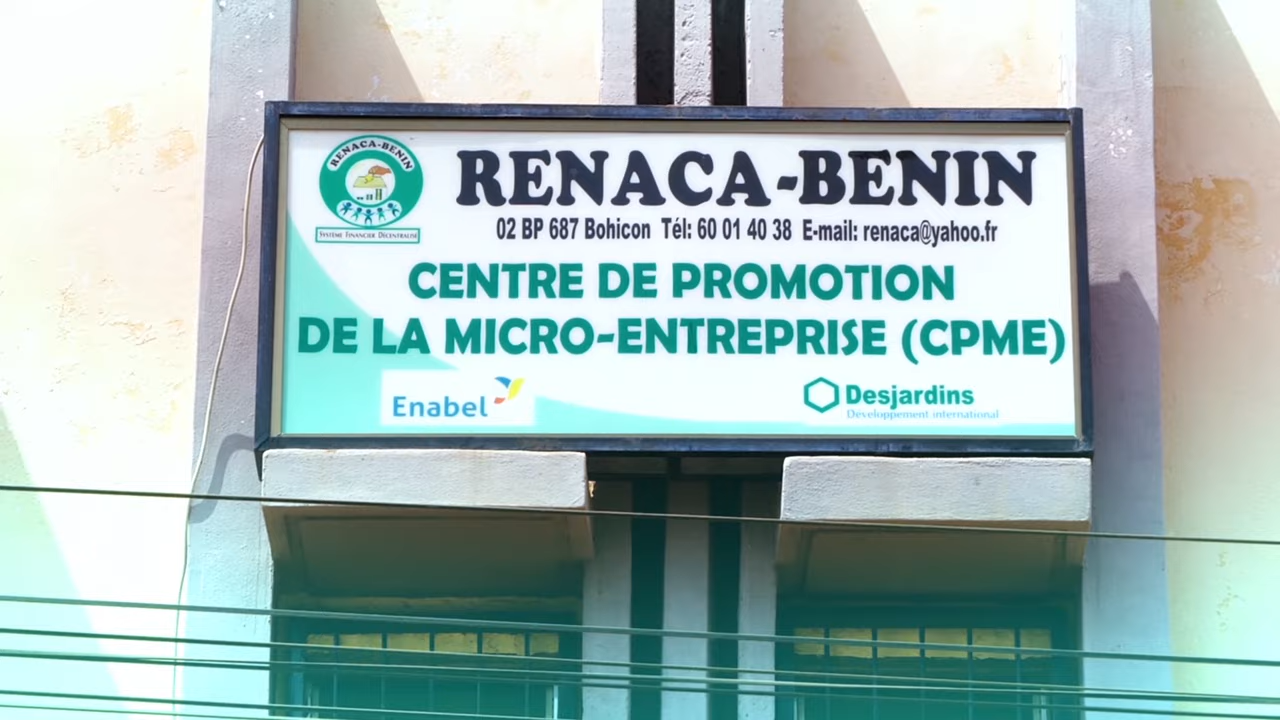 RENACA-BENIN
SYSTÈME FINANCIER DÉCENTRALISÉ
RENACA-BENIN
02 BP 687 Bohicon Tél: 60 01 40 38 E-mail: renaca@yahoo.fr
CENTRE DE PROMOTION
DE LA MICRO-ENTREPRISE (CPME)
Enabel
Desjardins
Développement international